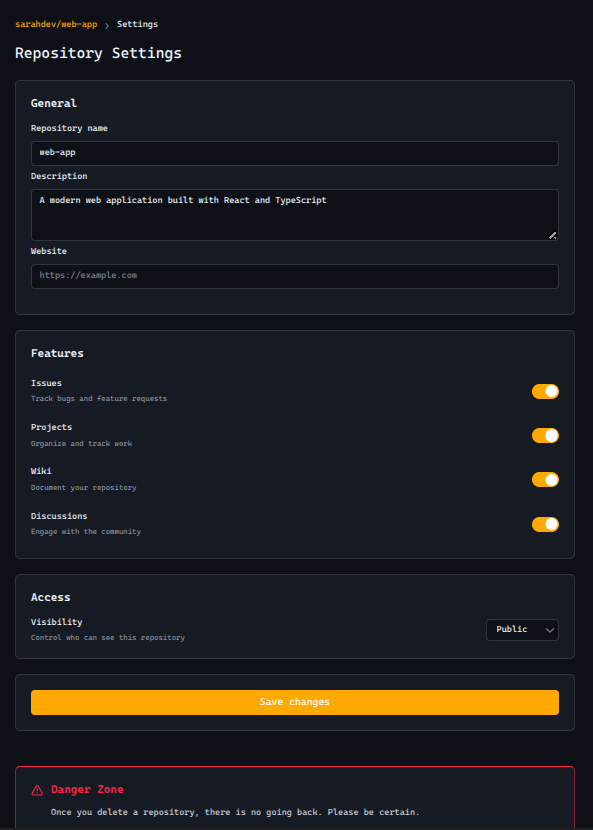 sarahdev/web-app > Settings
Repository Settings
General
Repository name
web-app
Description
A modern web application built with React and TypeScript
Website
https://example.com
Features
Issues
Track bugs and feature requests
Projects
Organize and track work
Wiki
Document your repository
Discussions
Engage with the community
Access
Visibility
Control who can see this repository
Public
Save changes
Danger Zone
Once you delete a repository, there is no going back. Please be certain.